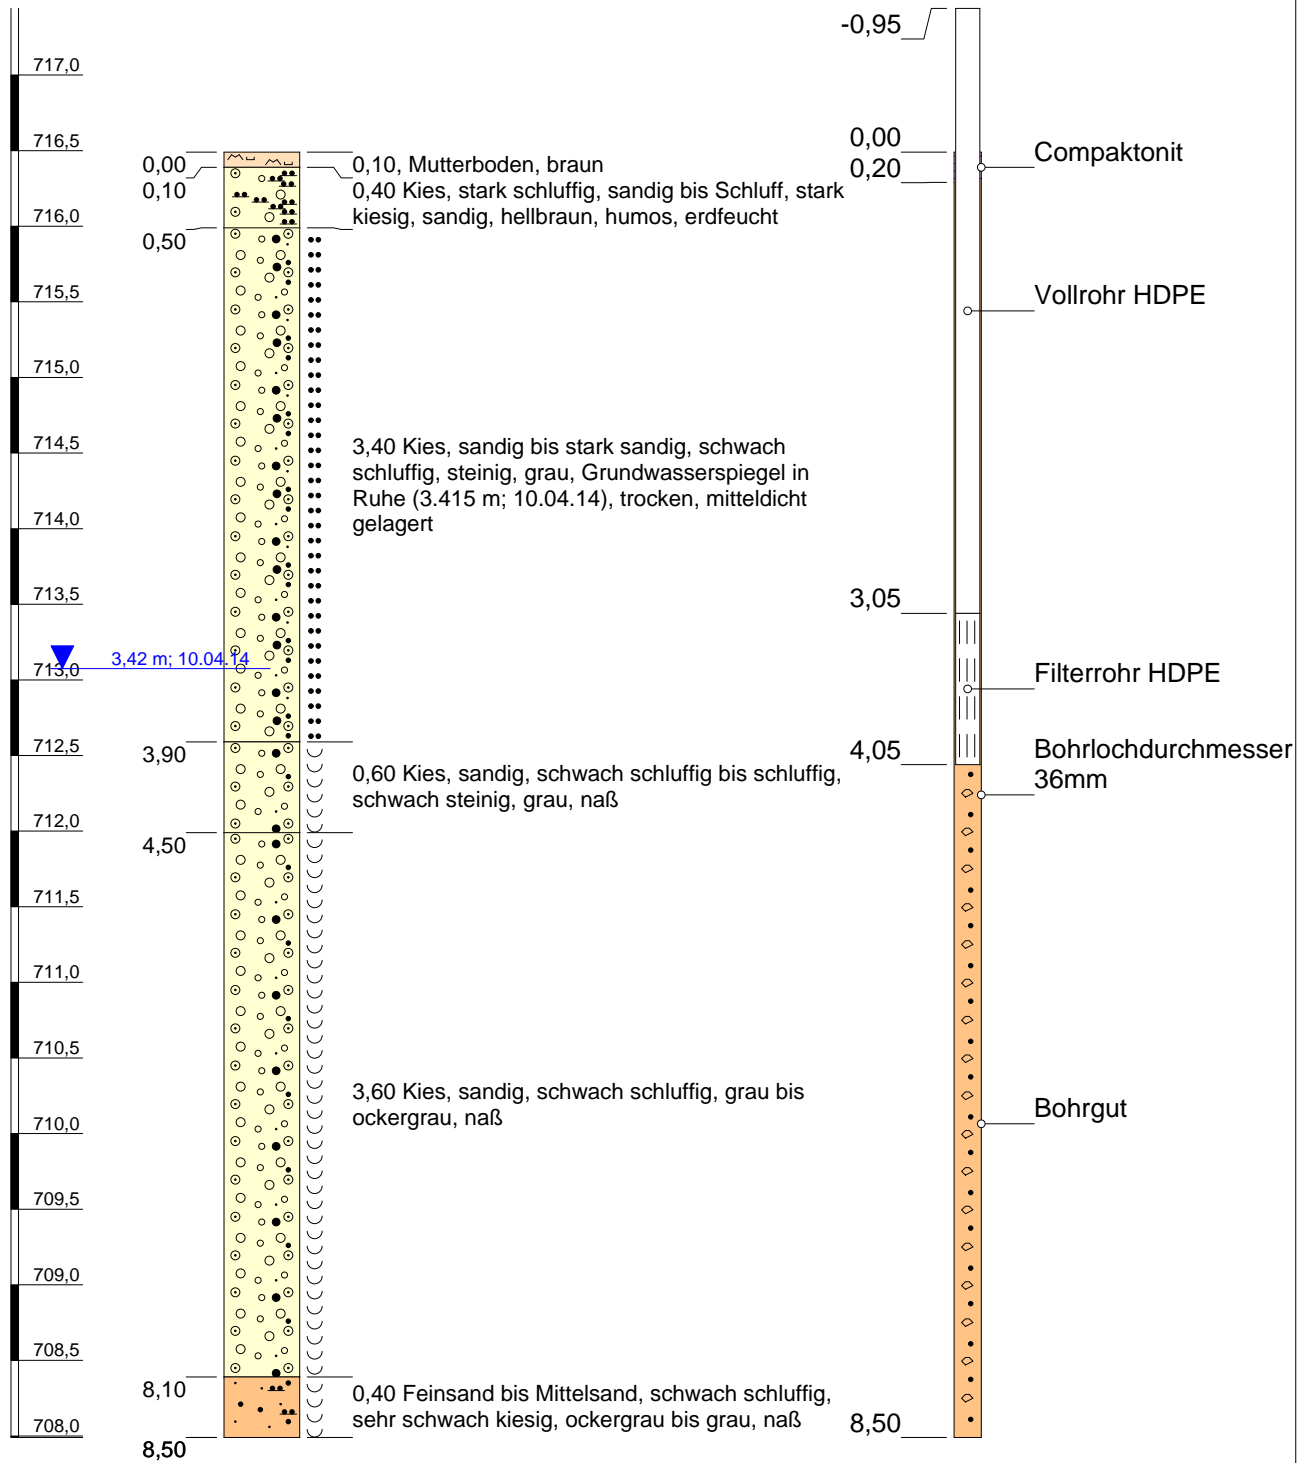 717,0
716,5
716,0
715,5
715,0
714,5
714,0
713,5
713,0
712,5
712,0
711,5
711,0
710,5
710,0
709,5
709,0
708,5
708,0
3,42 m; 10.04.14
0,00
0,10
0,50
3,90
4,50
8,10
8,50
0,10, Mutterboden, braun
0,40 Kies, stark schluffig, sandig bis Schluff, stark
kiesig, sandig, hellbraun, humos, erdfeucht
3,40 Kies, sandig bis stark sandig, schwach
schluffig, steinig, grau, Grundwasserspiegel in
Ruhe (3.415 m; 10.04.14), trocken, mitteldicht
gelagert
0,60 Kies, sandig, schwach schluffig bis schluffig,
schwach steinig, grau, naß
3,60 Kies, sandig, schwach schluffig, grau bis
ockergrau, naß
0,40 Feinsand bis Mittelsand, schwach schluffig,
sehr schwach kiesig, ockergrau bis grau, naß
-0,95
0,00
0,20
3,05
4,05
8,50
Compaktonit
Vollrohr HDPE
Filterrohr HDPE
Bohrlochdurchmesser
36mm
Bohrgut